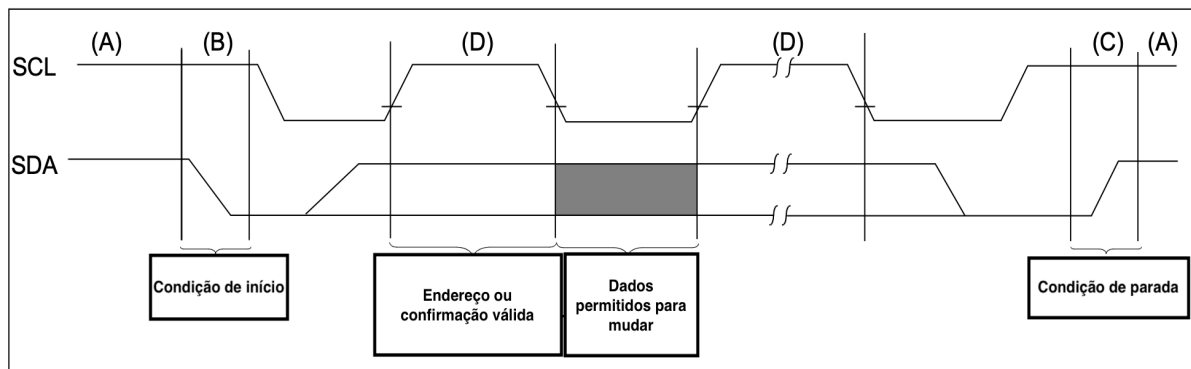 (A) (B) (D) (D) (C) (A)
SCL
SDA
Condição de início
Endereço ou
confirmação válida
Dados
permitidos para
mudar
Condição de parada